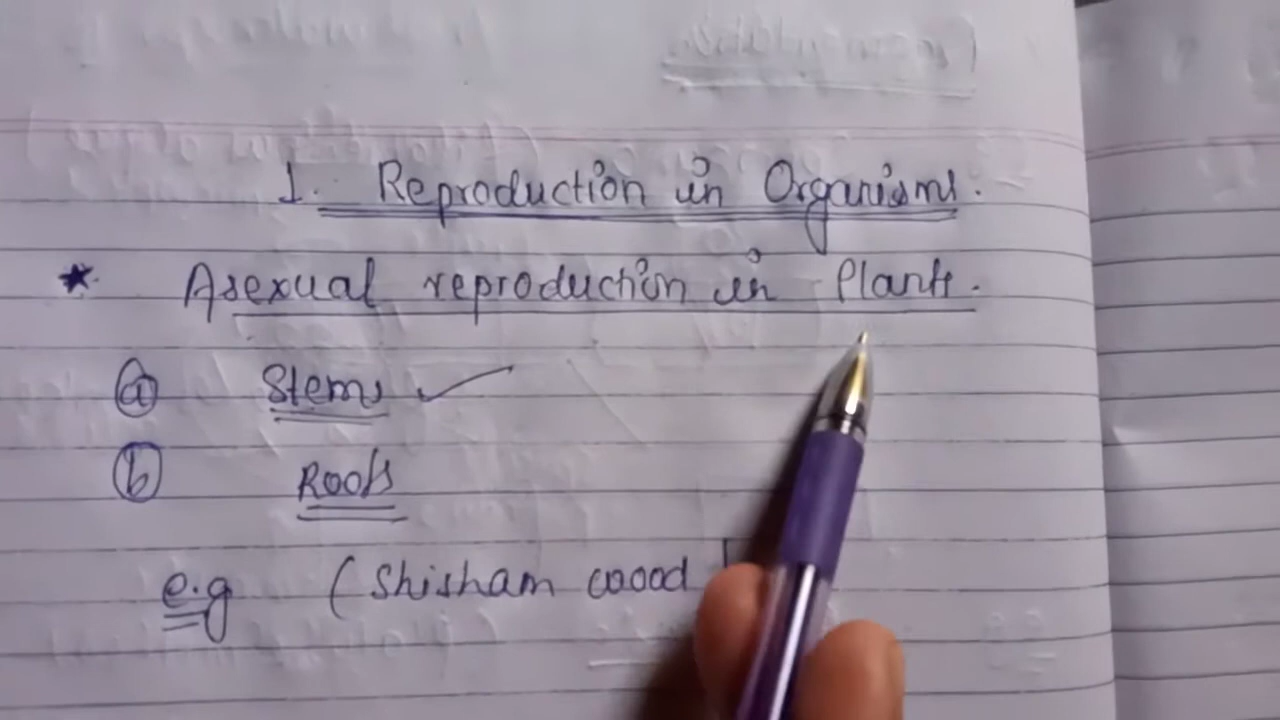 1. Reproduction in Organisms.
★ Asexual reproduction in Plants.
(a) Stems ✓
(b) Roots
e.g (Shisham wood